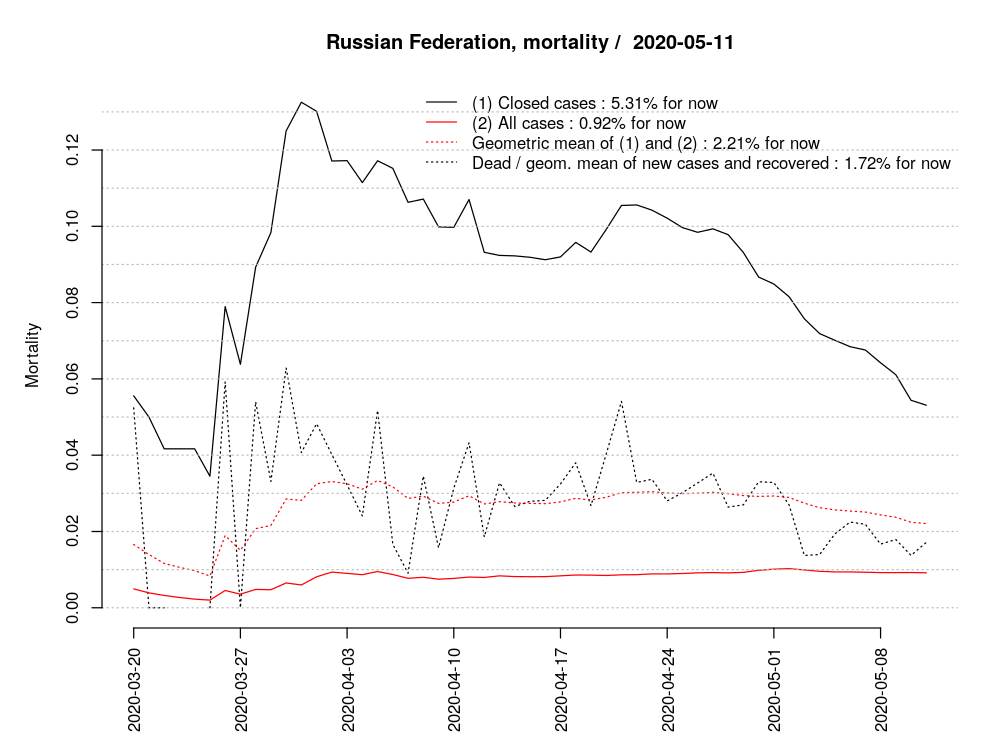 Russian Federation, mortality /  2020-05-11
(1) Closed cases : 5.31% for now
(2) All cases : 0.92% for now
Geometric mean of (1) and (2) : 2.21% for now
Dead / geom. mean of new cases and recovered : 1.72% for now
Mortality
0.12
0.10
0.08
0.06
0.04
0.02
0.00
2020-03-20
2020-03-27
2020-04-03
2020-04-10
2020-04-17
2020-04-24
2020-05-01
2020-05-08